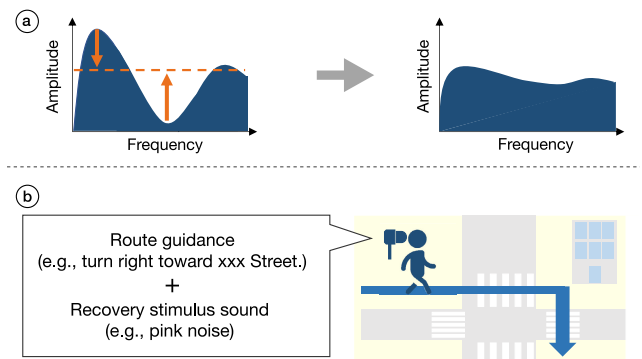 a
Amplitude
Frequency
Amplitude
Frequency
b
Route guidance
(e.g., turn right toward xxx Street.)
+
Recovery stimulus sound
(e.g., pink noise)